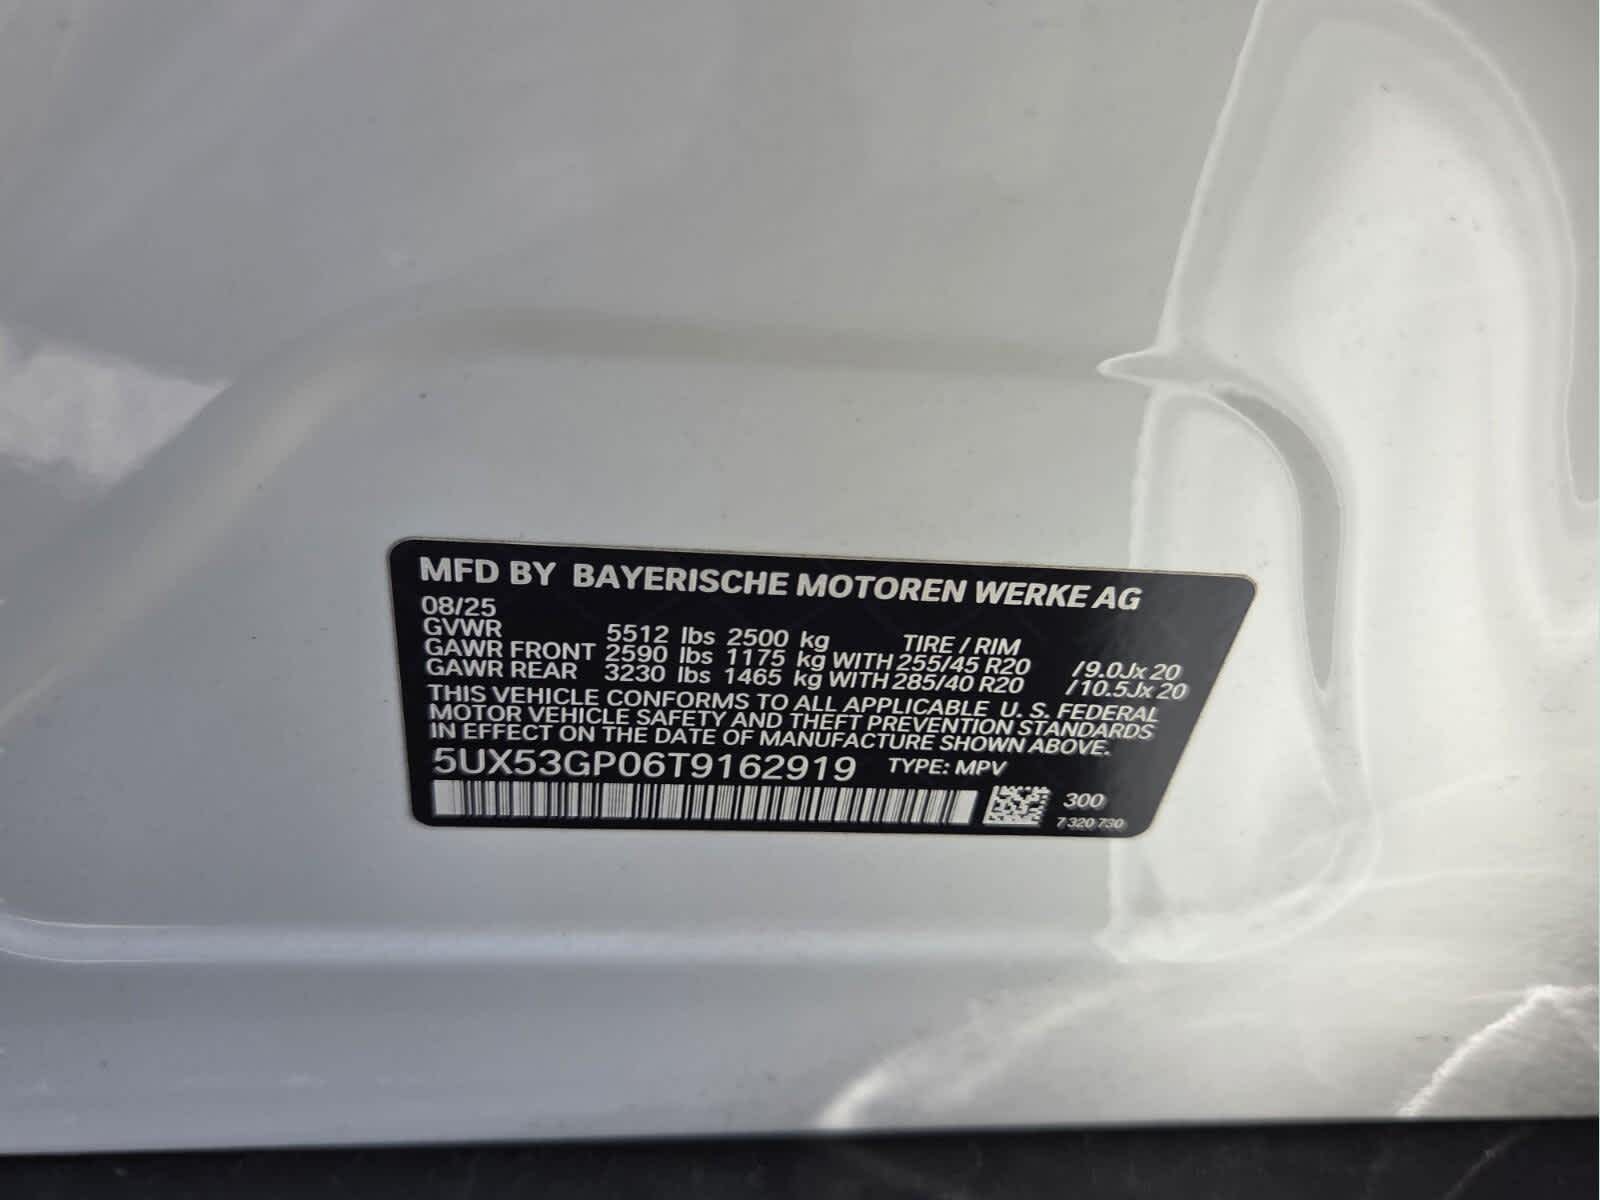 MFD BY BAYERISCHE MOTOREN WERKE AG
08/25
GVWR 5512 lbs 2500 kg TIRE / RIM
GAWR FRONT 2590 lbs 1175 kg WITH 255/45 R20 /9.0Jx 20
GAWR REAR 3230 lbs 1465 kg WITH 285/40 R20 /10.5Jx 20
THIS VEHICLE CONFORMS TO ALL APPLICABLE U. S. FEDERAL
MOTOR VEHICLE SAFETY AND THEFT PREVENTION STANDARDS
IN EFFECT ON THE DATE OF MANUFACTURE SHOWN ABOVE.
5UX53GP06T9162919 TYPE: MPV
300
7 320 730